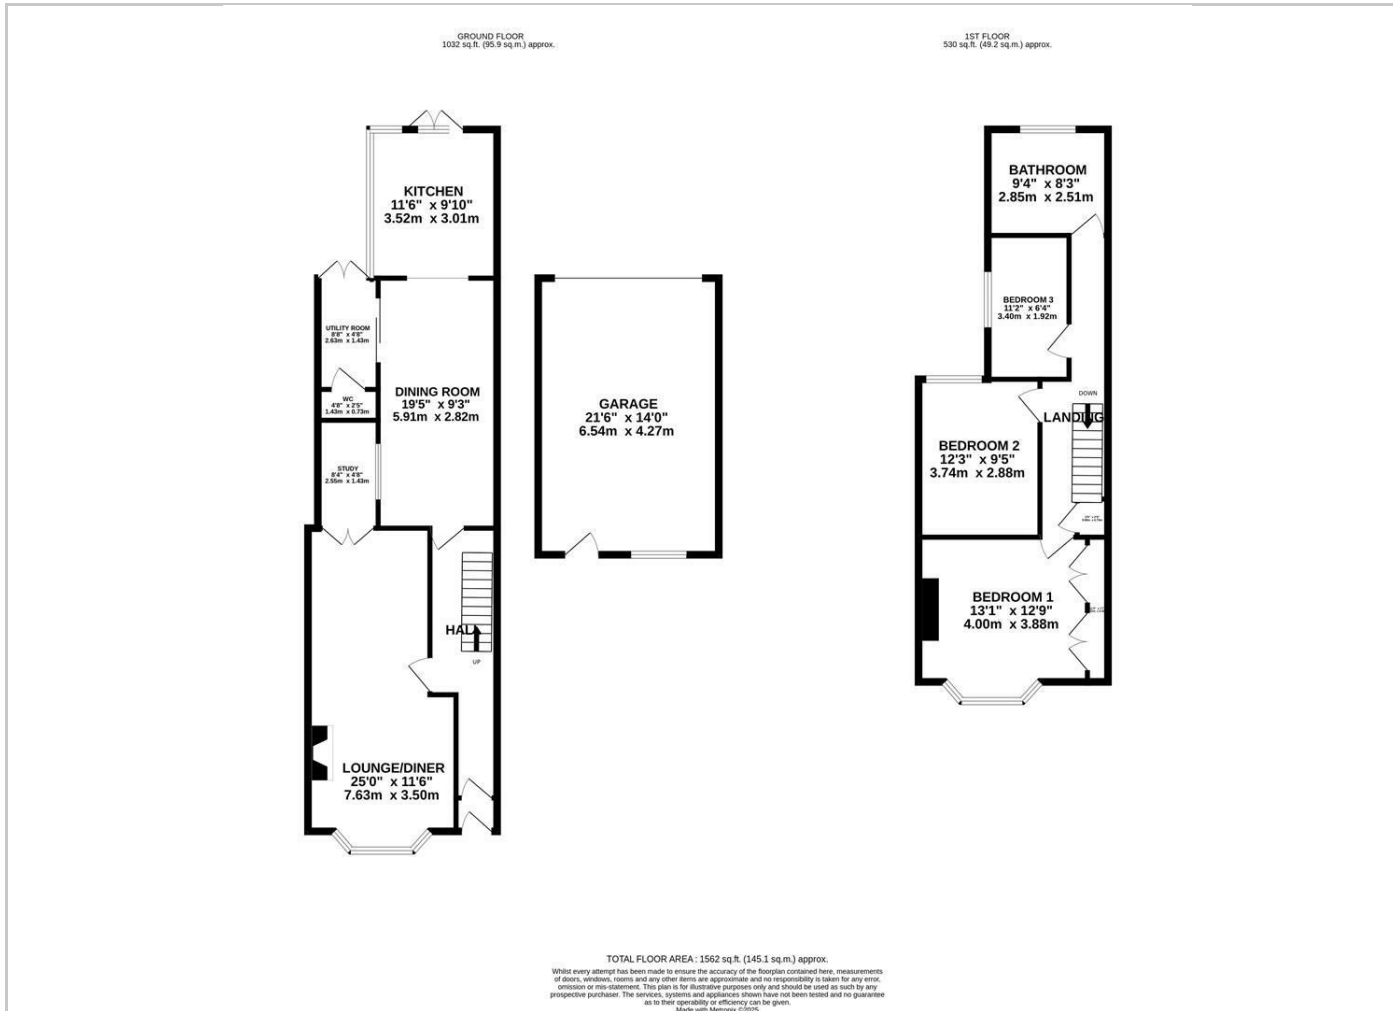 GROUND FLOOR
1032 sq.ft. (95.9 sq.m.) approx.
1ST FLOOR
530 sq.ft. (49.2 sq.m.) approx.
KITCHEN
11'6" x 9'10"
3.52m x 3.01m
UTILITY ROOM
8'8" x 4'8"
2.63m x 1.43m
WC
4'8" x 2'5"
1.43m x 0.73m
DINING ROOM
19'5" x 9'3"
5.91m x 2.82m
STUDY
8'4" x 4'8"
2.55m x 1.43m
HALL
UP
LOUNGE/DINER
25'0" x 11'6"
7.63m x 3.50m
GARAGE
21'6" x 14'0"
6.54m x 4.27m
BATHROOM
9'4" x 8'3"
2.85m x 2.51m
BEDROOM 3
11'2" x 6'4"
3.40m x 1.92m
DOWN
LANDING
BEDROOM 2
12'3" x 9'5"
3.74m x 2.88m
BEDROOM 1
13'1" x 12'9"
4.00m x 3.88m
TOTAL FLOOR AREA : 1562 sq.ft. (145.1 sq.m.) approx.
Whilst every attempt has been made to ensure the accuracy of the floorplan contained here, measurements
of doors, windows, rooms and any other items are approximate and no responsibility is taken for any error,
omission or mis-statement. This plan is for illustrative purposes only and should be used as such by any
prospective purchaser. The services, systems and appliances shown have not been tested and no guarantee
as to their operability or efficiency can be given.
Made with Metropix ©2025